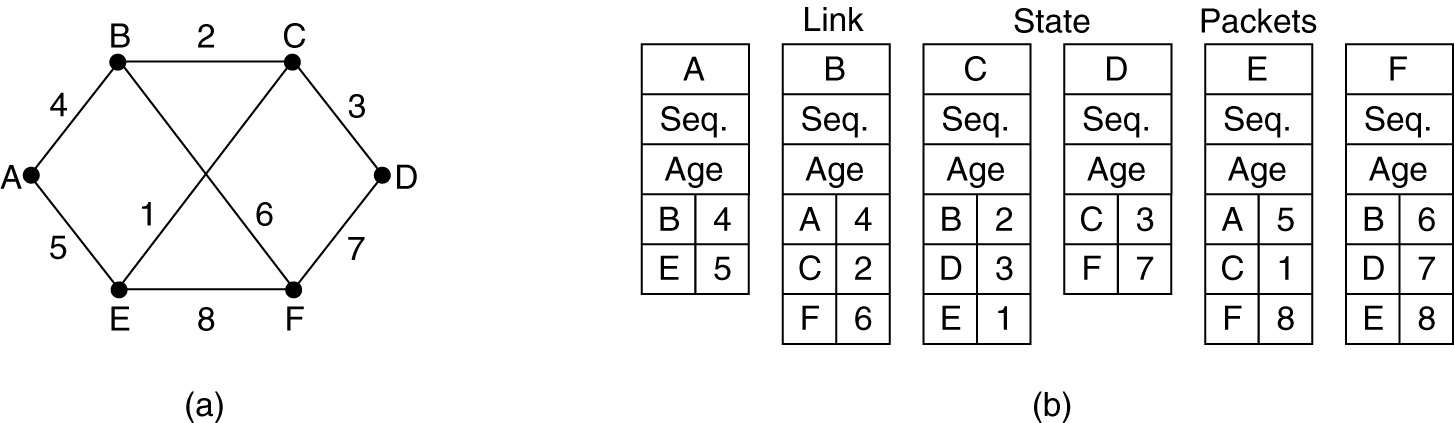 B 2 C
4 3
A D
1 6
5 7
E 8 F
(a)
Link State Packets
A B C D E F
Seq. Seq. Seq. Seq. Seq. Seq.
Age Age Age Age Age Age
B 4 A 4 B 2 C 3 A 5 B 6
E 5 C 2 D 3 F 7 C 1 D 7
F 6 E 1 F 8 E 8
(b)